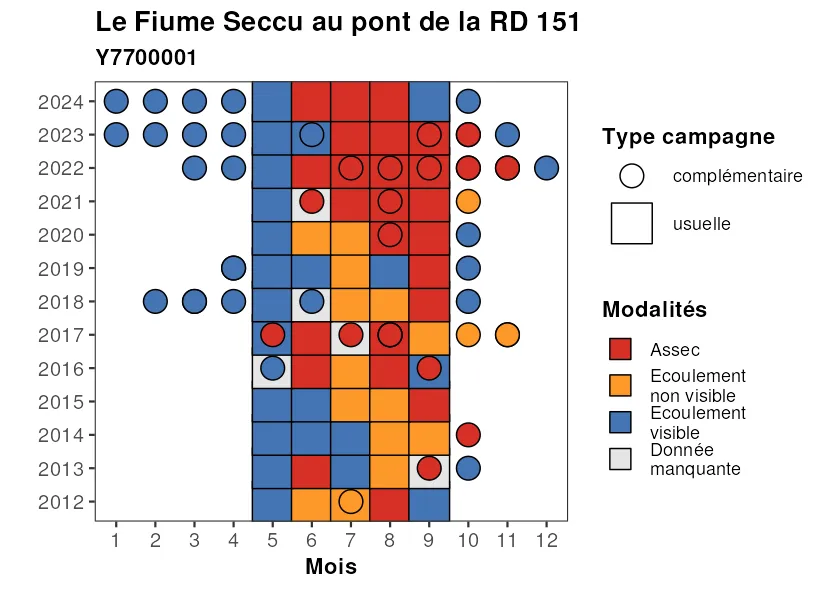 Le Fiume Seccu au pont de la RD 151
Y7700001
2024
2023
2022
2021
2020
2019
2018
2017
2016
2015
2014
2013
2012
1 2 3 4 5 6 7 8 9 10 11 12
Mois
Type campagne
complémentaire
usuelle
Modalités
Assec
Ecoulement
non visible
Ecoulement
visible
Donnée
manquante